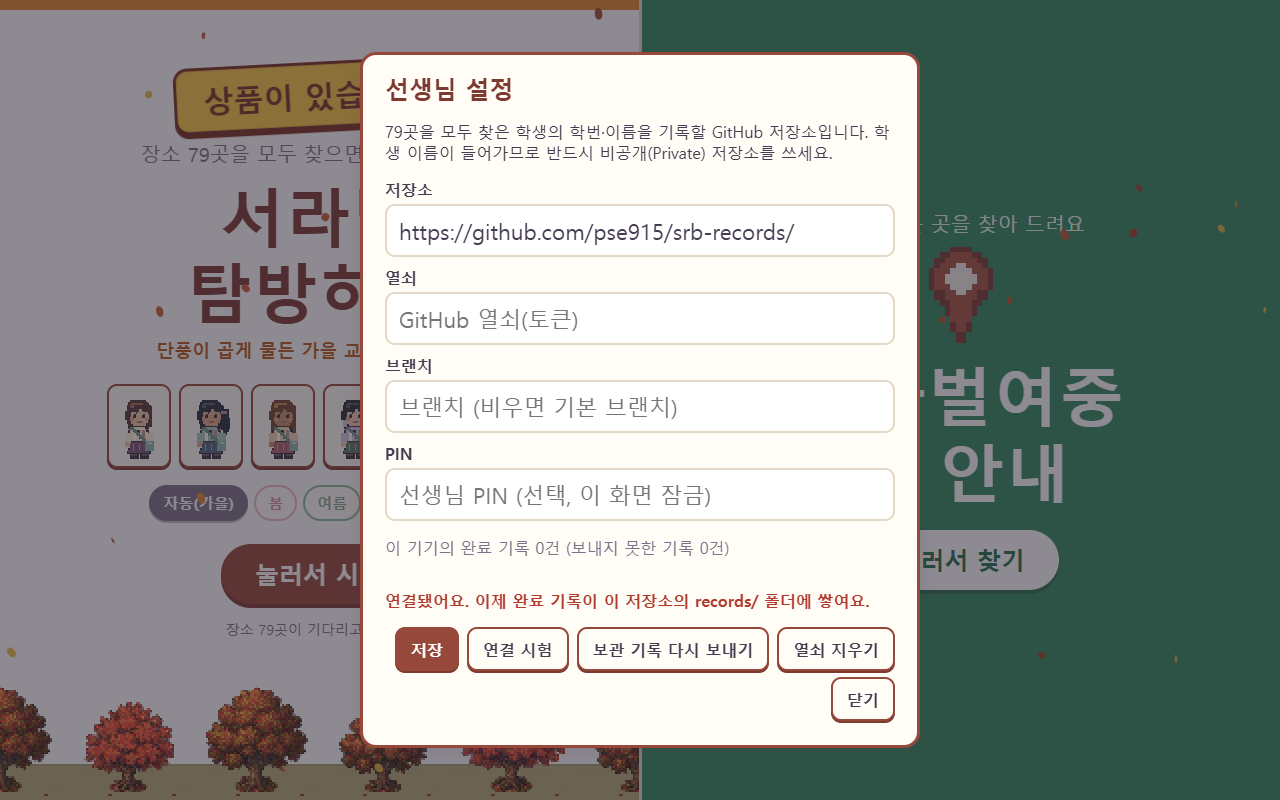 상품이 있습
장소 79곳을 모두 찾으면
서라
탐방하
단풍이 곱게 물든 가을 교
자동(가을)
봄
여름
눌러서 시
장소 79곳이 기다리고
선생님 설정
79곳을 모두 찾은 학생의 학번·이름을 기록할 GitHub 저장소입니다. 학
생 이름이 들어가므로 반드시 비공개(Private) 저장소를 쓰세요.
저장소
https://github.com/pse915/srb-records/
열쇠
GitHub 열쇠(토큰)
브랜치
브랜치 (비우면 기본 브랜치)
PIN
선생님 PIN (선택, 이 화면 잠금)
이 기기의 완료 기록 0건 (보내지 못한 기록 0건)
연결됐어요. 이제 완료 기록이 이 저장소의 records/ 폴더에 쌓여요.
저장
연결 시험
보관 기록 다시 보내기
열쇠 지우기
닫기
곳을 찾아 드려요
벌여중
안내
러서 찾기